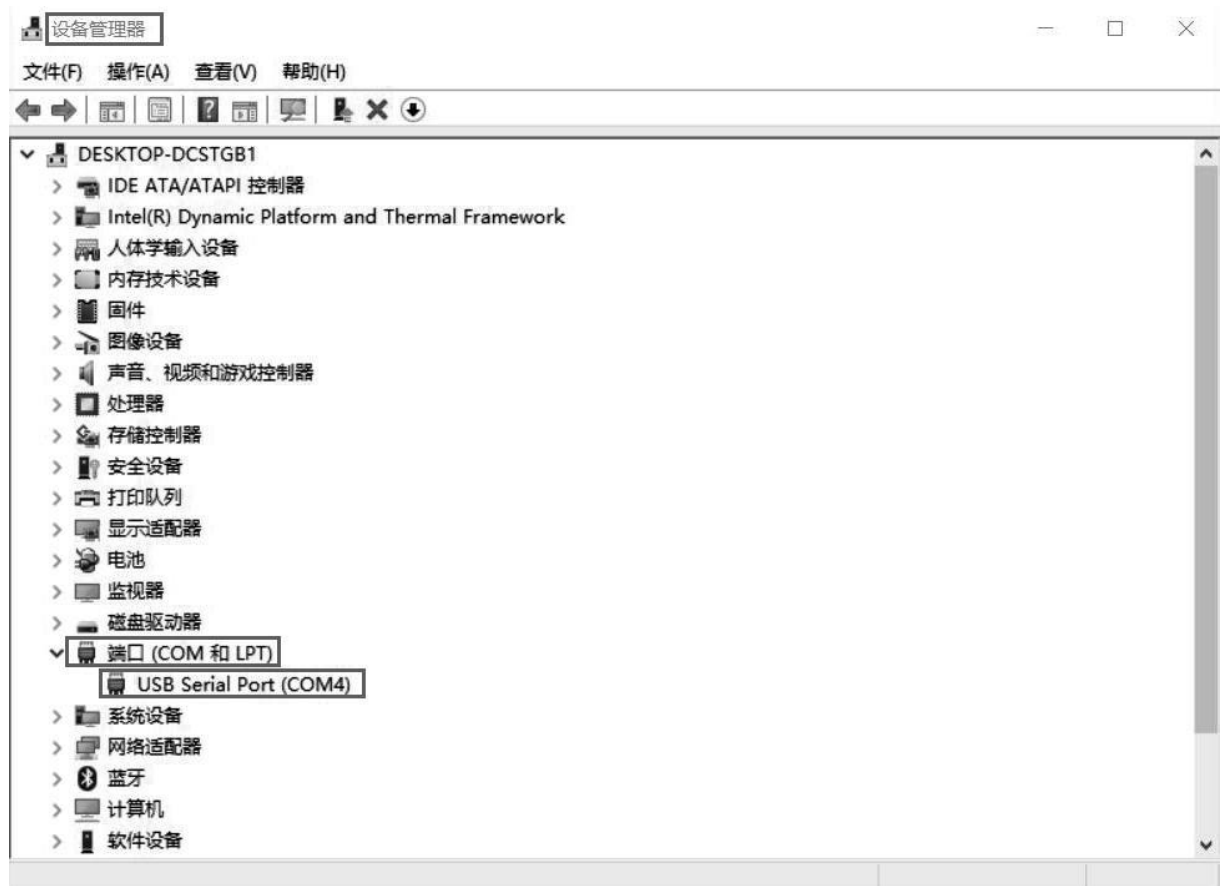 设备管理器
文件(F) 操作(A) 查看(V) 帮助(H)
DESKTOP-DCSTGB1
IDE ATA/ATAPI 控制器
Intel(R) Dynamic Platform and Thermal Framework
人体学输入设备
内存技术设备
固件
图像设备
声音、视频和游戏控制器
处理器
存储控制器
安全设备
打印队列
显示适配器
电池
监视器
磁盘驱动器
端口 (COM 和 LPT)
USB Serial Port (COM4)
系统设备
网络适配器
蓝牙
计算机
软件设备